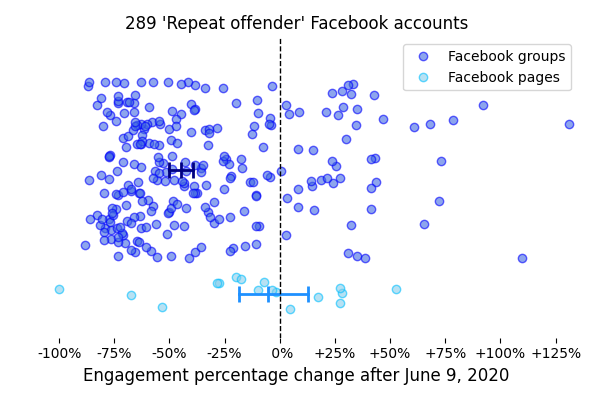 289 'Repeat offender' Facebook accounts
Facebook groups
Facebook pages
-100% -75% -50% -25% 0% +25% +50% +75% +100% +125%
Engagement percentage change after June 9, 2020